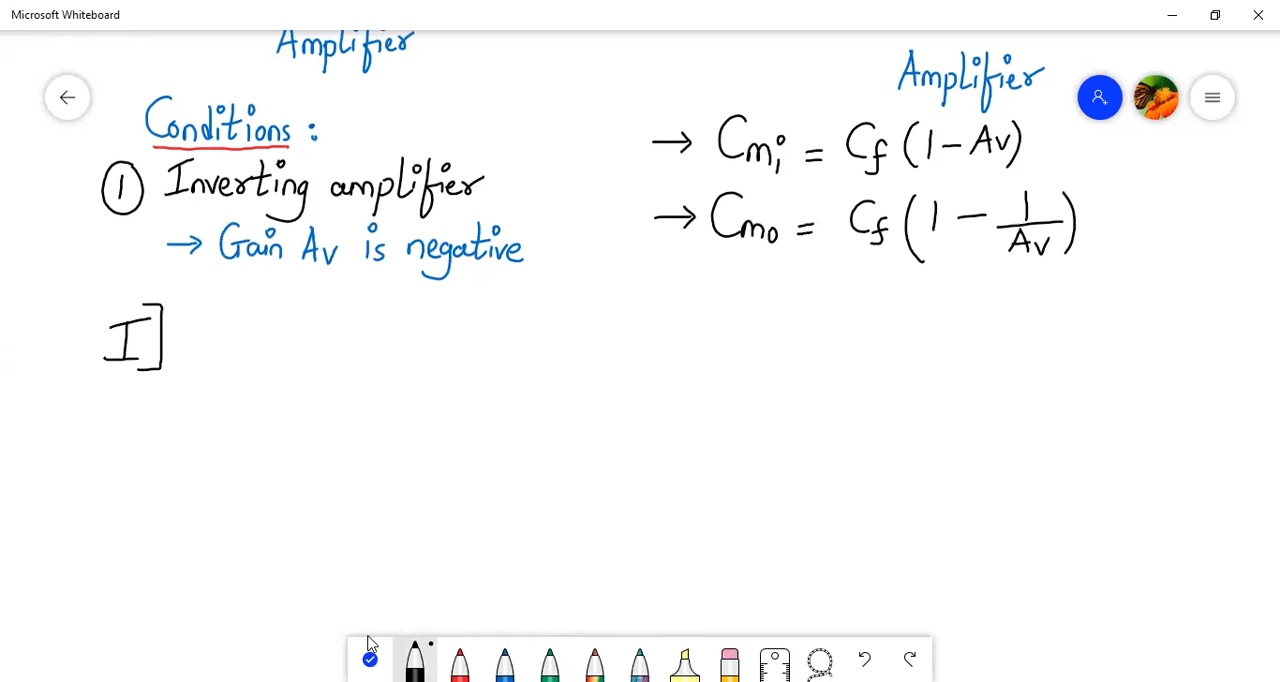 Microsoft Whiteboard
Amplifier
Conditions :
① Inverting amplifier
→ Gain Av is negative
I]
Amplifier
→ Cmi = Cf (1 - Av)
→ Cmo = Cf (1 - 1/Av)